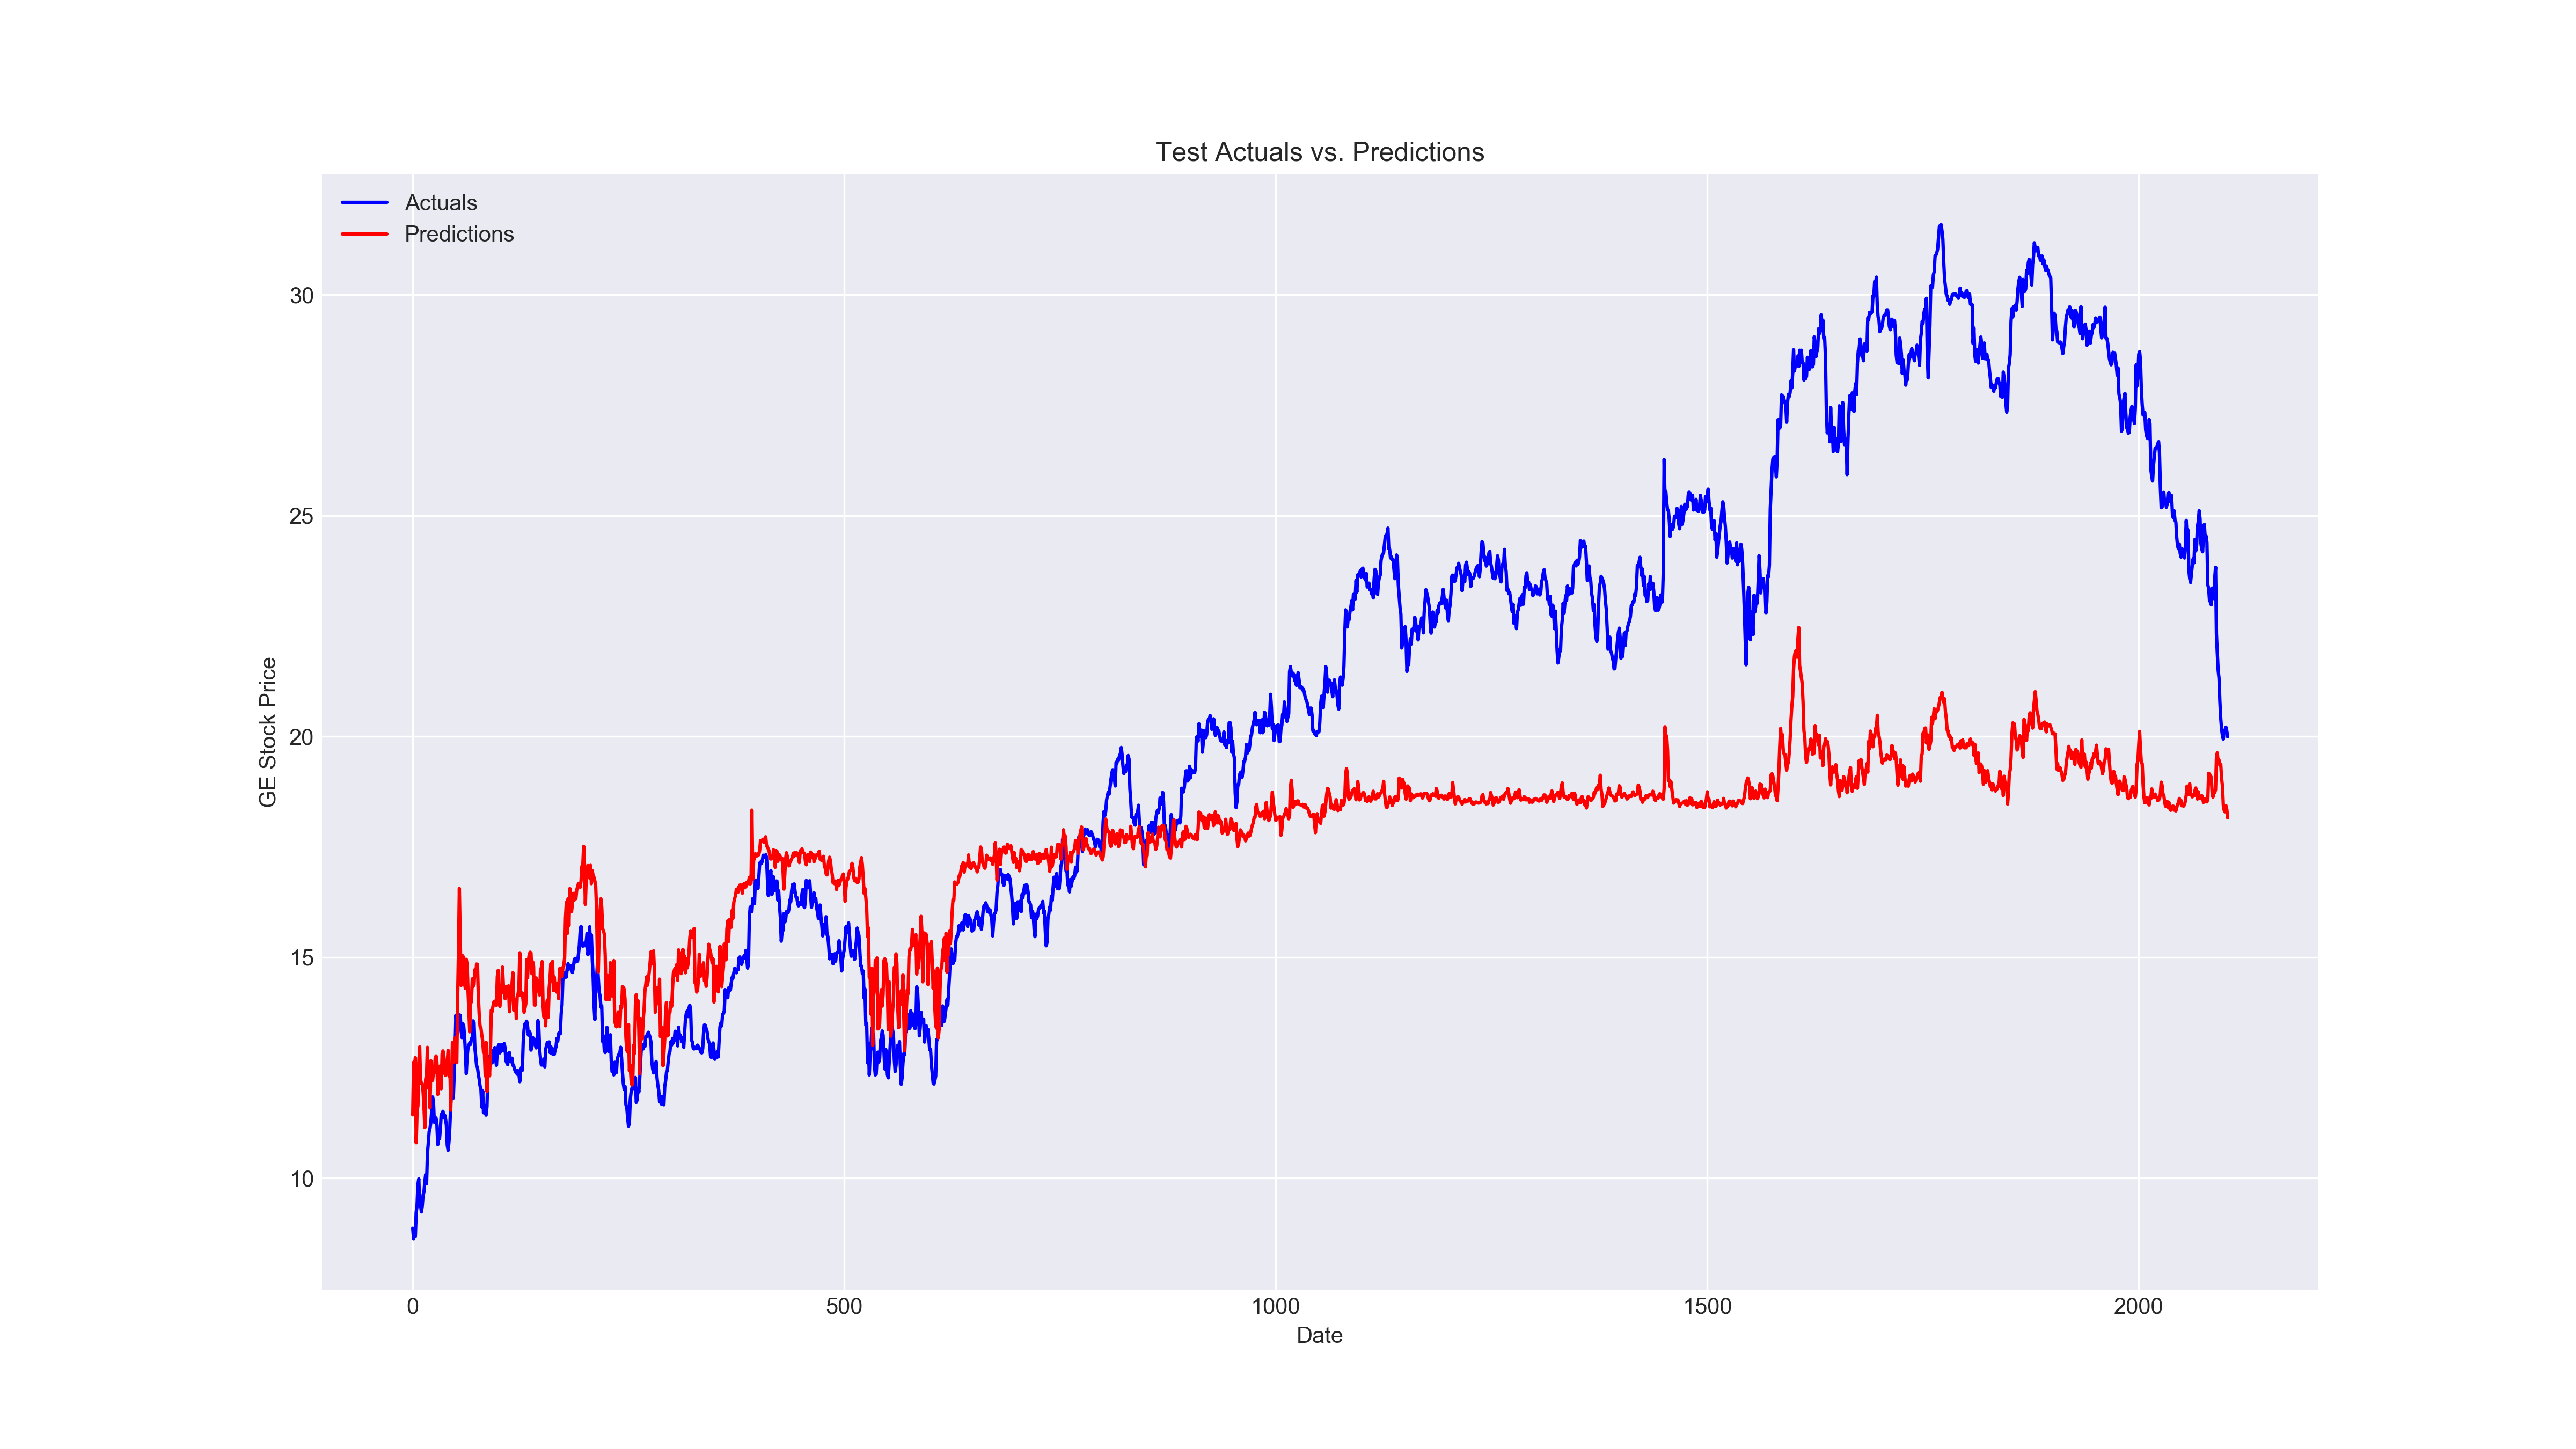 Test Actuals vs. Predictions
Actuals
Predictions
GE Stock Price
30
25
20
15
10
0
500
1000
1500
2000
Date